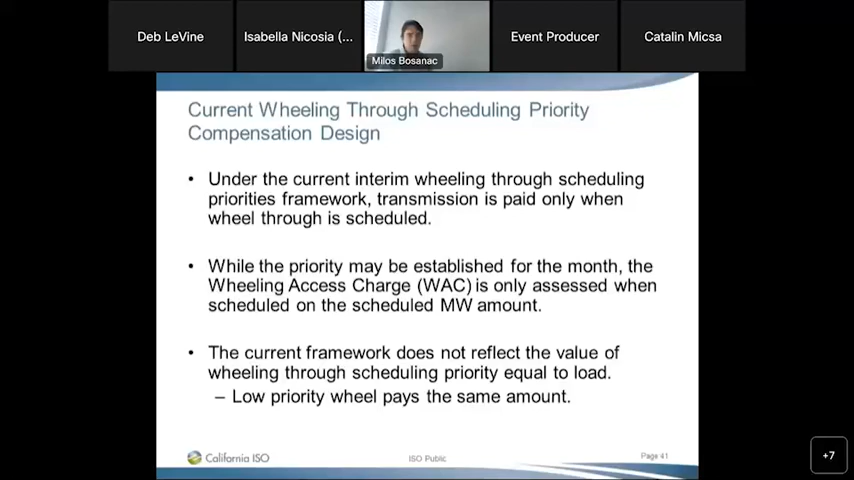 Deb LeVine
Isabella Nicosia (...
Milos Bosanac
Event Producer
Catalin Micsa
Current Wheeling Through Scheduling Priority
Compensation Design
• Under the current interim wheeling through scheduling
priorities framework, transmission is paid only when
wheel through is scheduled.
• While the priority may be established for the month, the
Wheeling Access Charge (WAC) is only assessed when
scheduled on the scheduled MW amount.
• The current framework does not reflect the value of
wheeling through scheduling priority equal to load.
– Low priority wheel pays the same amount.
California ISO
ISO Public
Page 41
+7